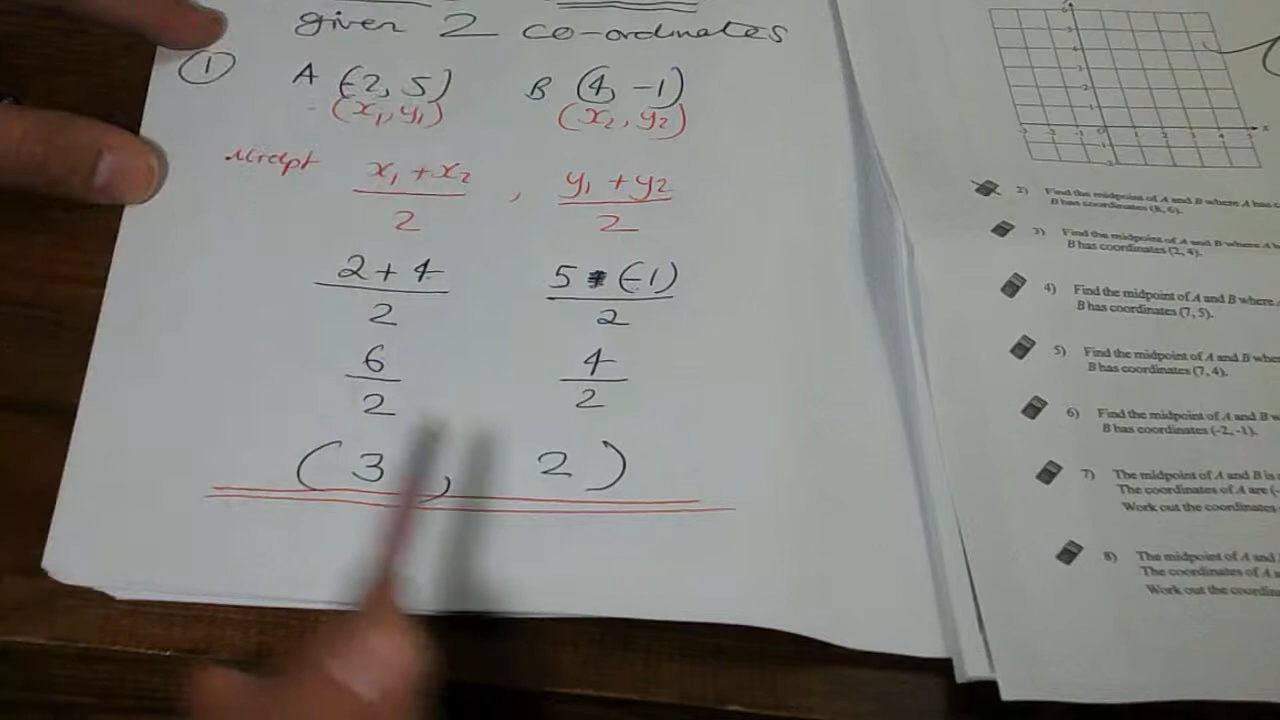 given 2 co-ordinates
① A (2, 5) B (4, -1)
(x₁, y₁) (x₂, y₂)
x₁ + x₂ / 2 , y₁ + y₂ / 2
2 + 4 / 2 5 + (-1) / 2
6 / 2 4 / 2
(3, 2)
2) Find the midpoint of A and B where A has
B has coordinates (8, 6).
3) Find the midpoint of A and B where A
B has coordinates (2, 4).
4) Find the midpoint of A and B where
B has coordinates (7, 5).
5) Find the midpoint of A and B
B has coordinates (7, 4).
6) Find the midpoint of A and B
B has coordinates (-2, -1).
7) The midpoint of A and B is
The coordinates of A are
Work out the coordinates
8) The midpoint of A and
The coordinates of A
Work out the